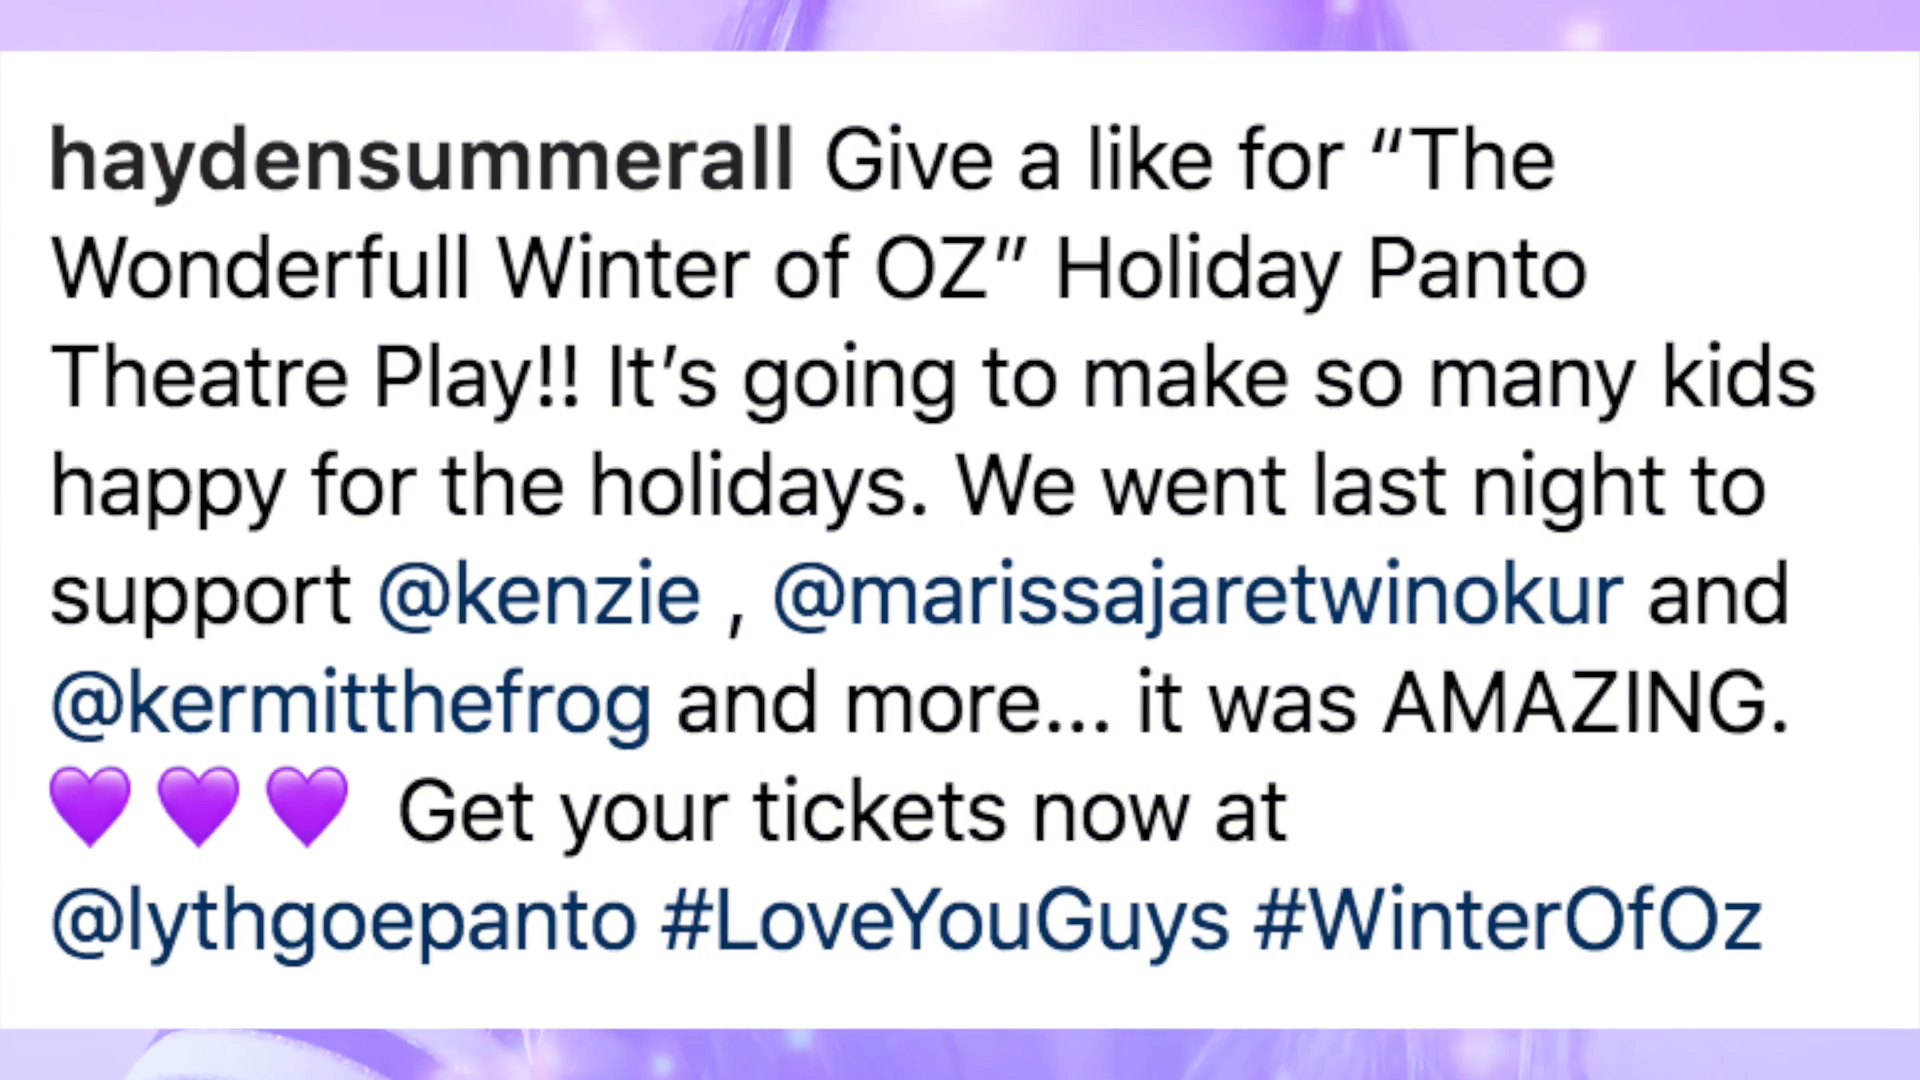 haydensummerall Give a like for “The
Wonderfull Winter of OZ” Holiday Panto
Theatre Play!! It’s going to make so many kids
happy for the holidays. We went last night to
support @kenzie , @marissajaretwinokur and
@kermitthefrog and more... it was AMAZING.
💜 💜 💜 Get your tickets now at
@lythgoepanto #LoveYouGuys #WinterOfOz